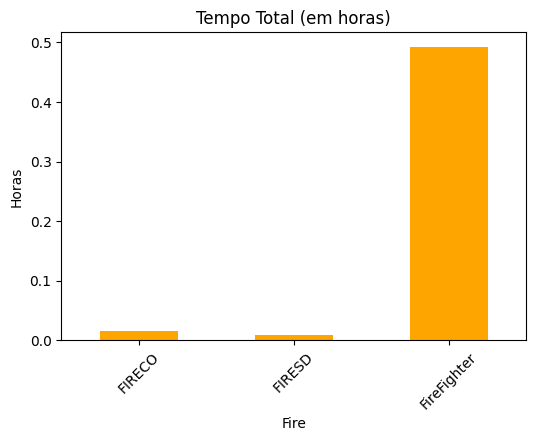 Tempo Total (em horas)
0.5
0.4
0.3
0.2
0.1
0.0
Horas
FIRECO
FIRESD
FireFighter
Fire